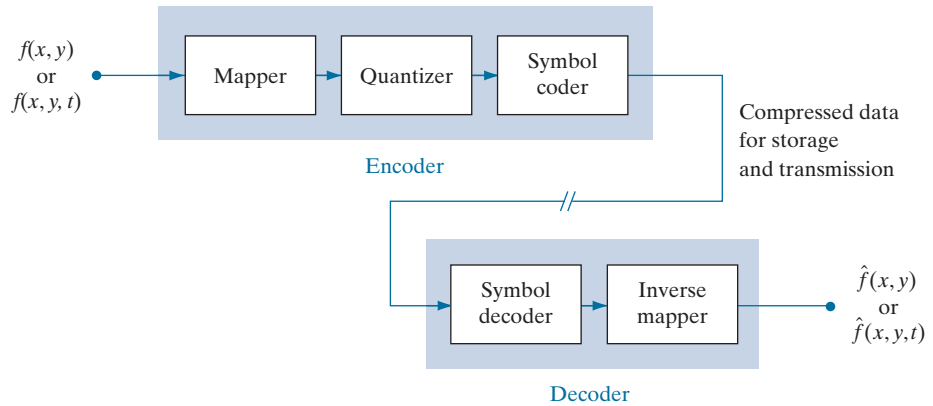 f(x, y)
or
f(x, y, t)
Mapper
Quantizer
Symbol
coder
Encoder
Compressed data
for storage
and transmission
Symbol
decoder
Inverse
mapper
Decoder
f̂(x, y)
or
f̂(x, y,t)